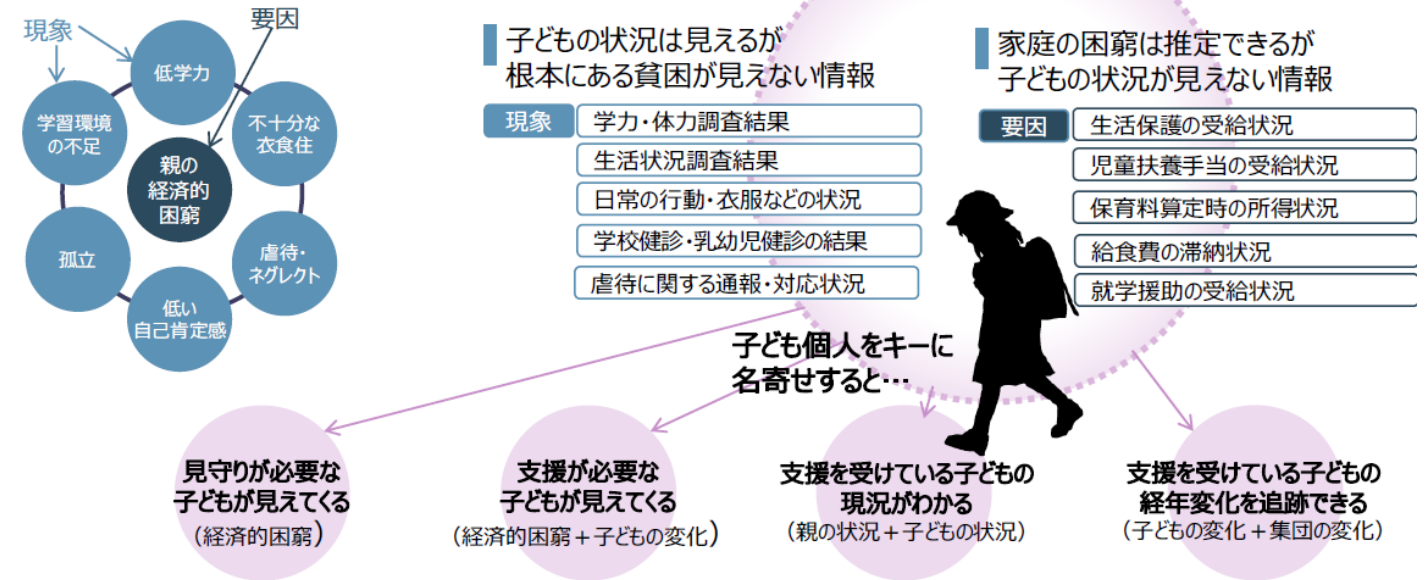 現象
要因
低学力
学習環境
の不足
不十分な
衣食住
親の
経済的
困窮
孤立
虐待・
ネグレクト
低い
自己肯定感
子どもの状況は見えるが
根本にある貧困が見えない情報
現象
学力・体力調査結果
生活状況調査結果
日常の行動・衣服などの状況
学校健診・乳幼児健診の結果
虐待に関する通報・対応状況
家庭の困窮は推定できるが
子どもの状況が見えない情報
要因
生活保護の受給状況
児童扶養手当の受給状況
保育料算定時の所得状況
給食費の滞納状況
就学援助の受給状況
子ども個人をキーに
名寄せすると…
見守りが必要な
子どもが見えてくる
(経済的困窮)
支援が必要な
子どもが見えてくる
(経済的困窮+子どもの変化)
支援を受けている子どもの
現況がわかる
(親の状況+子どもの状況)
支援を受けている子どもの
経年変化を追跡できる
(子どもの変化+集団の変化)